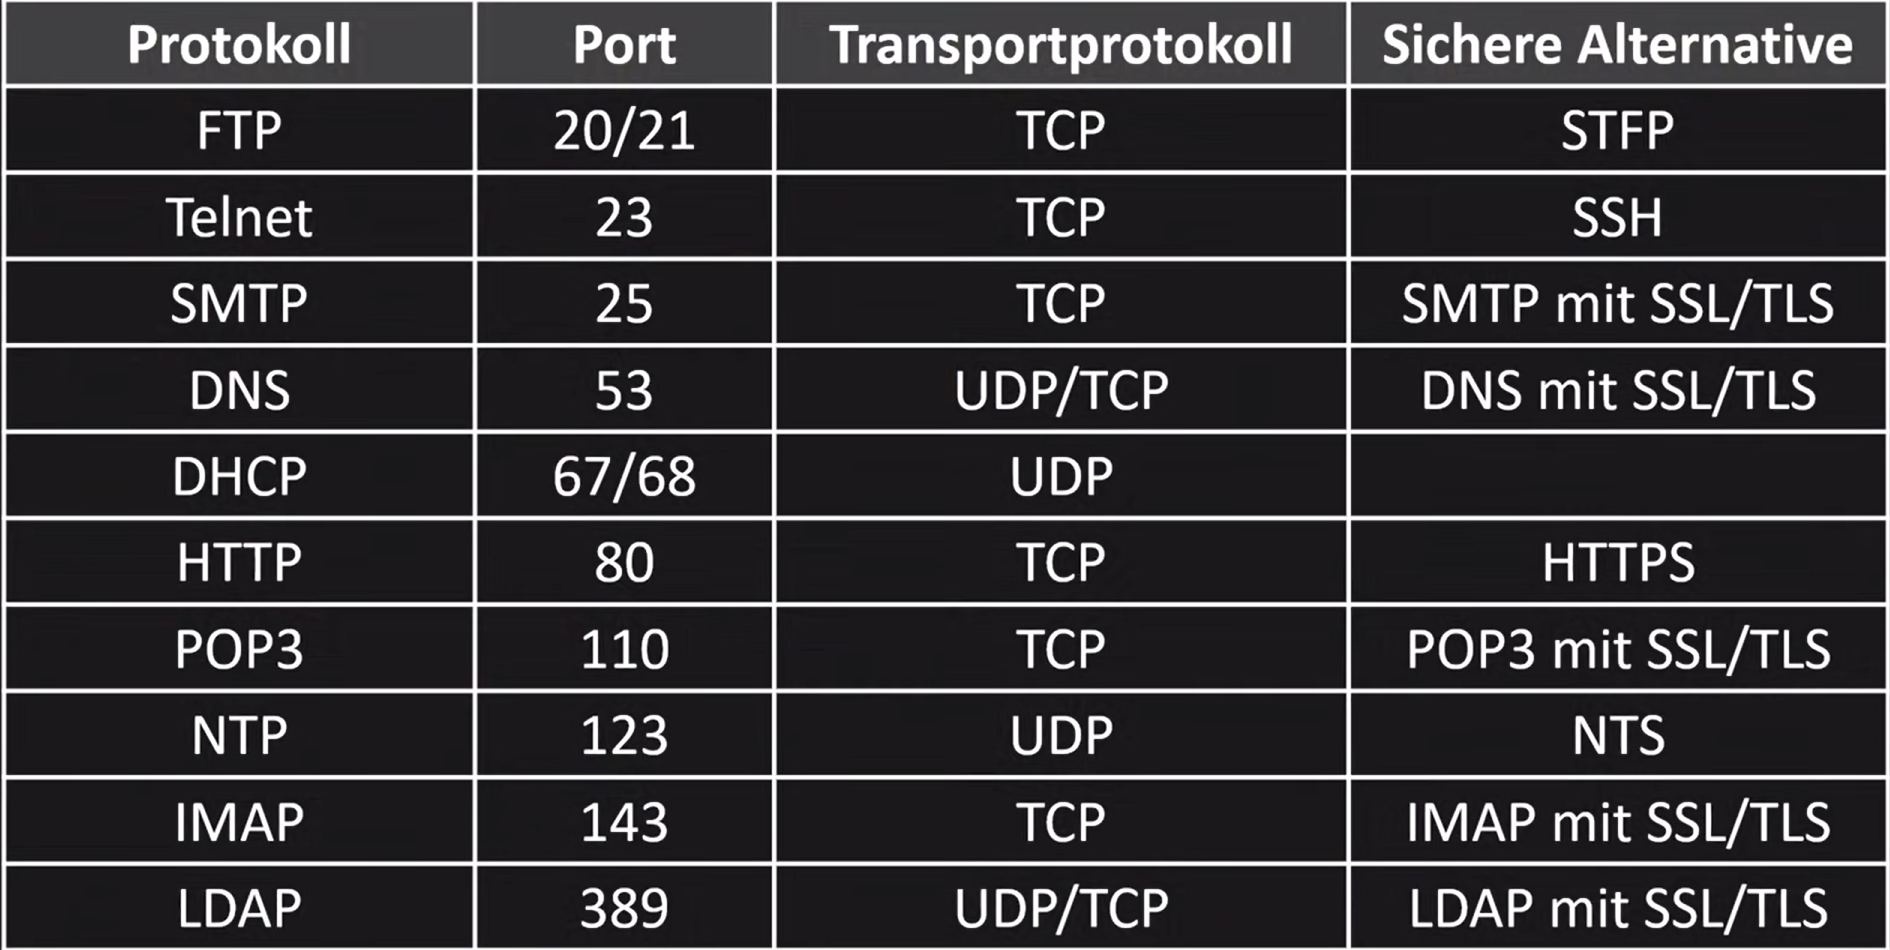 Protokoll Port Transportprotokoll Sichere Alternative
FTP 20/21 TCP STFP
Telnet 23 TCP SSH
SMTP 25 TCP SMTP mit SSL/TLS
DNS 53 UDP/TCP DNS mit SSL/TLS
DHCP 67/68 UDP
HTTP 80 TCP HTTPS
POP3 110 TCP POP3 mit SSL/TLS
NTP 123 UDP NTS
IMAP 143 TCP IMAP mit SSL/TLS
LDAP 389 UDP/TCP LDAP mit SSL/TLS